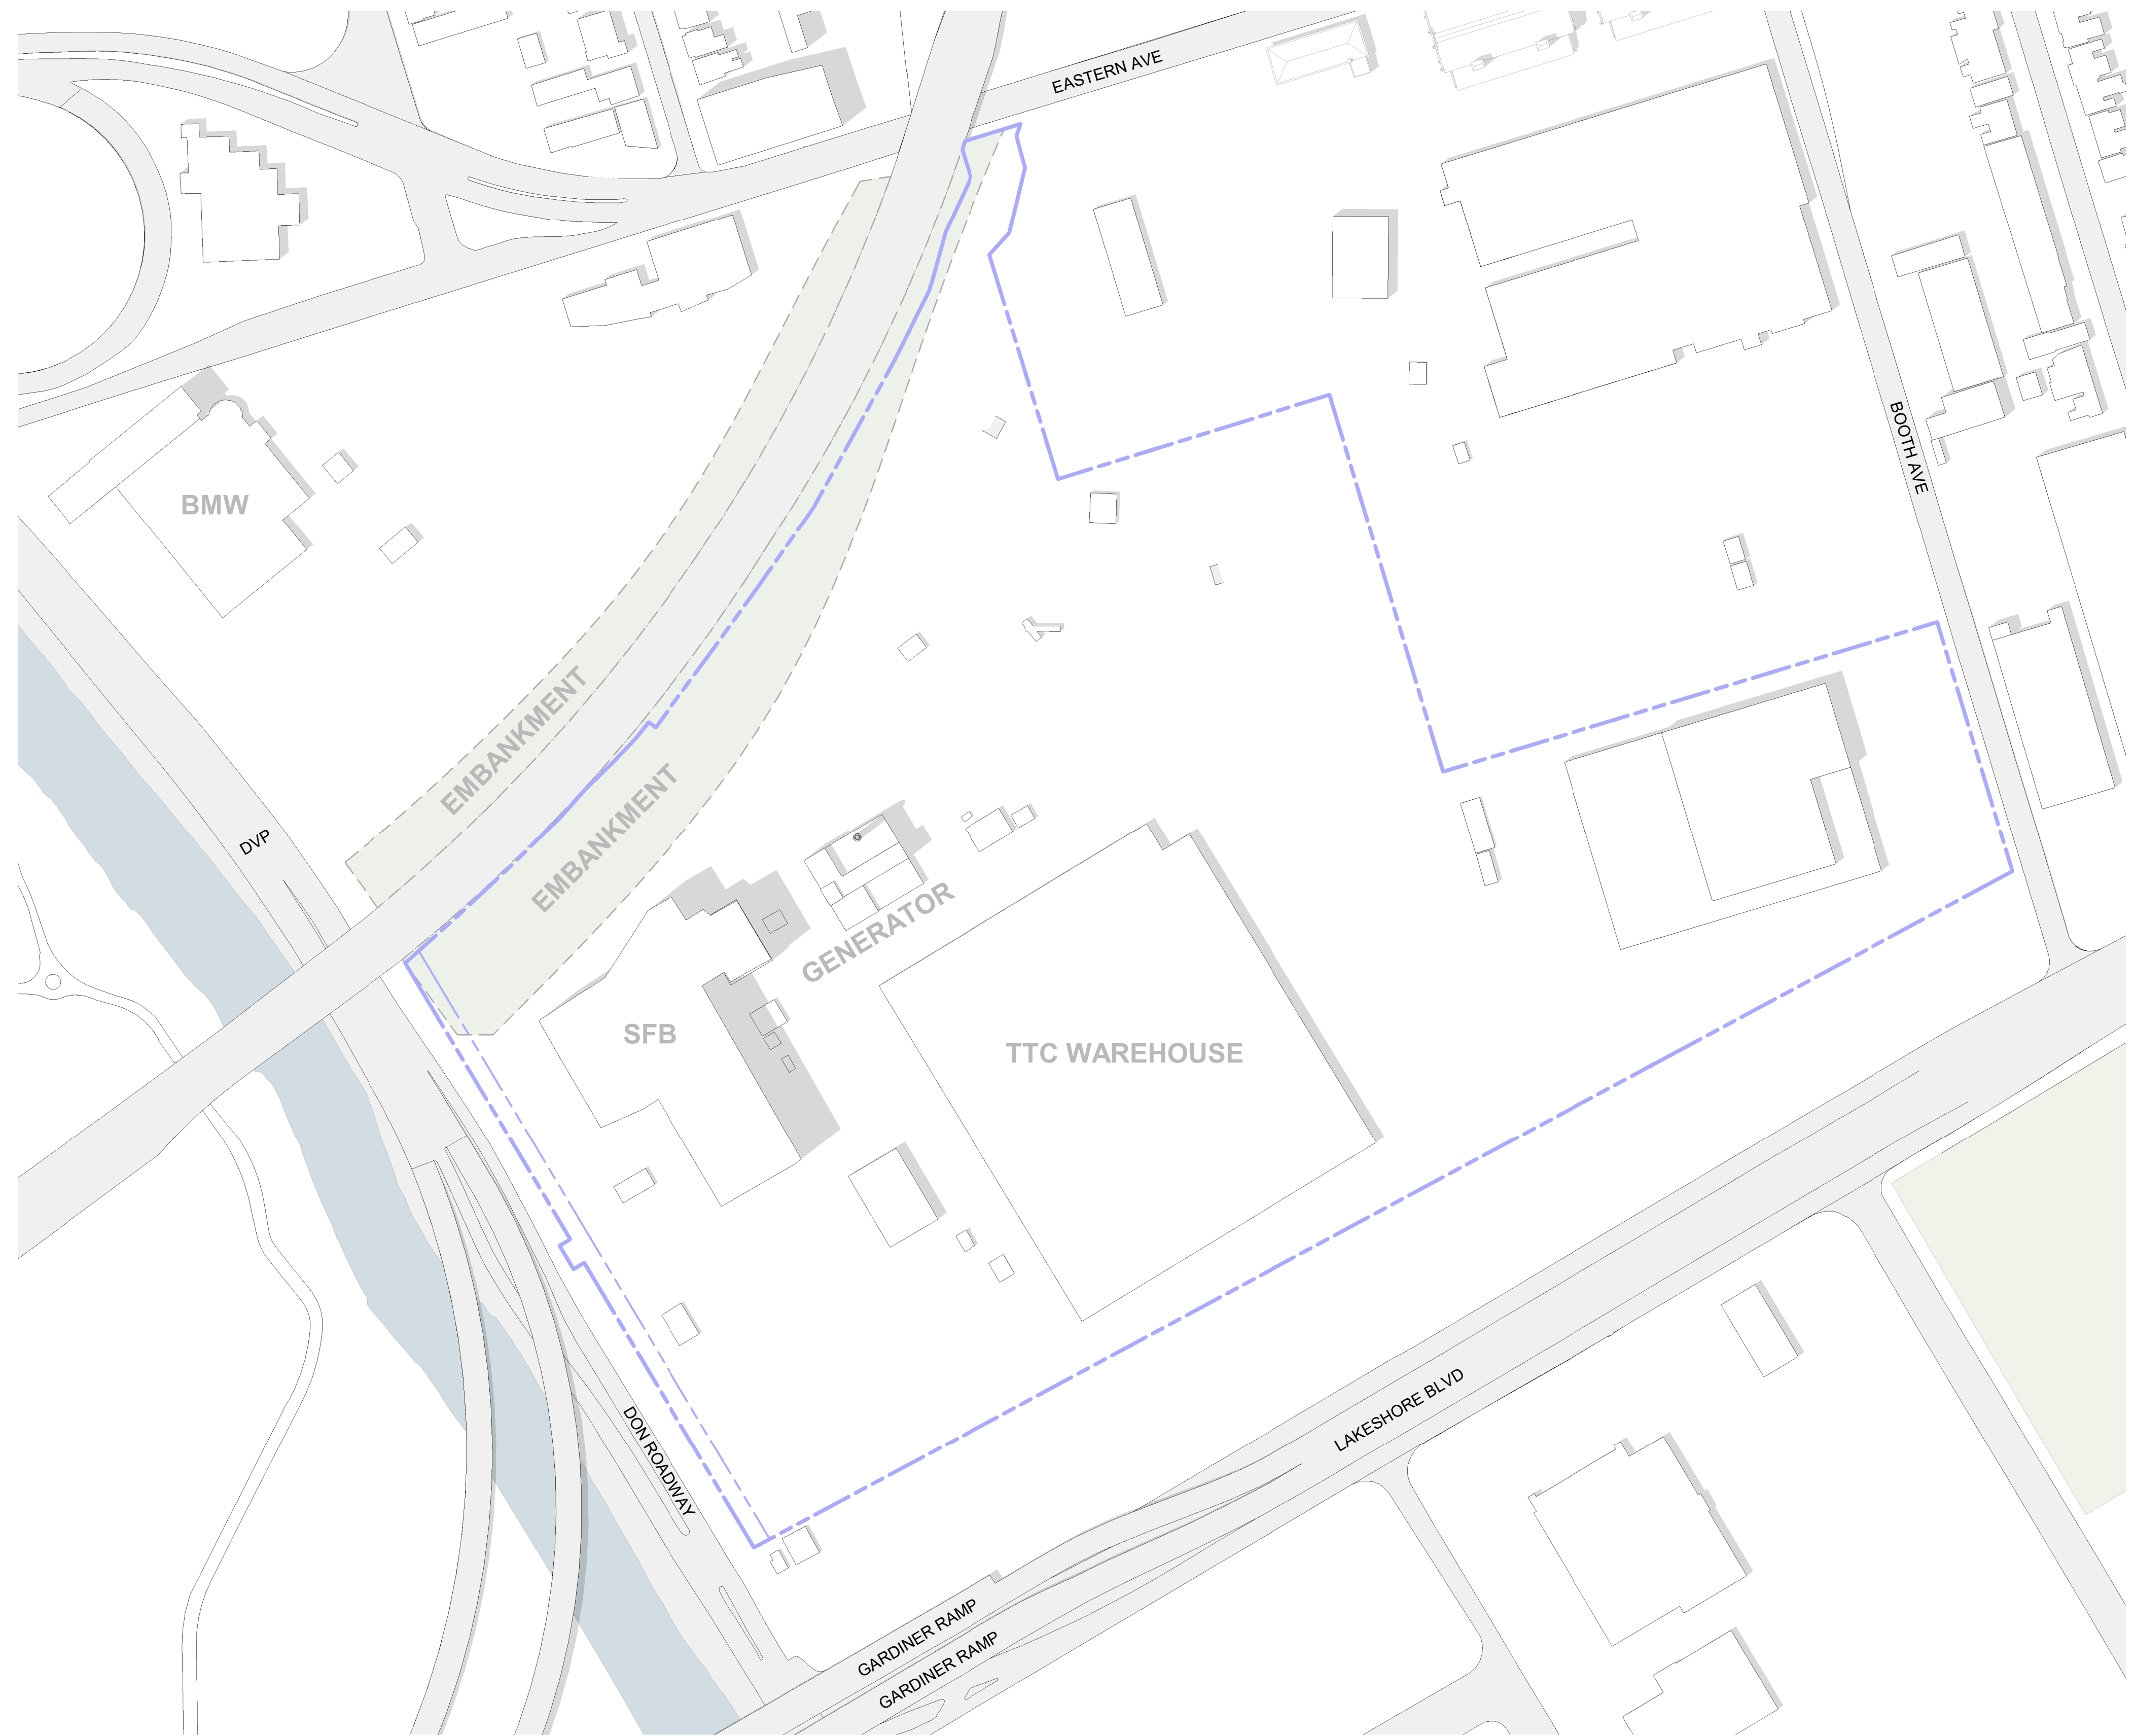 EASTERN AVE
BOOTH AVE
BMW
EMBANKMENT
EMBANKMENT
DVP
GENERATOR
SFB
TTC WAREHOUSE
DON ROADWAY
LAKESHORE BLVD
GARDINER RAMP
GARDINER RAMP